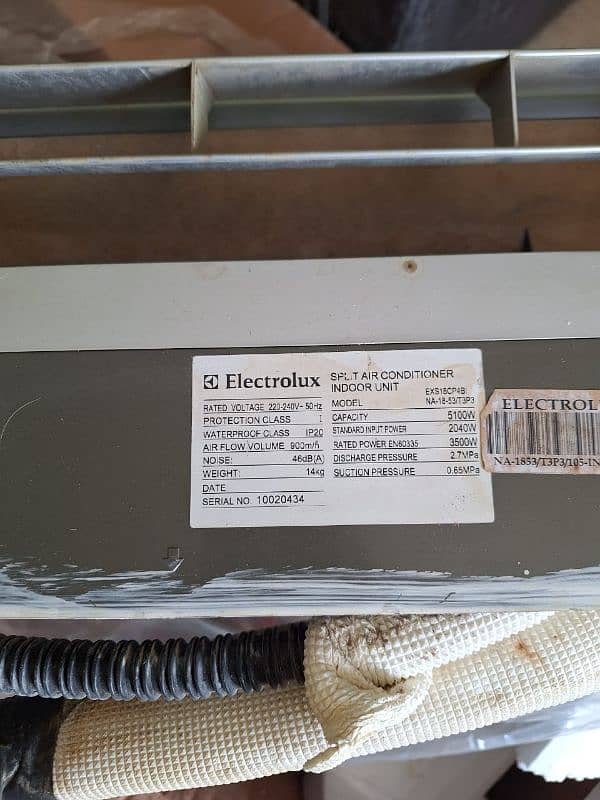 Electrolux
SPLIT AIR CONDITIONER
INDOOR UNIT
RATED VOLTAGE 220-240V~50Hz
PROTECTION CLASS I
WATERPROOF CLASS IP20
AIR FLOW VOLUME 900m³/h
NOISE: 46dB(A)
WEIGHT: 14kg
DATE
SERIAL NO: 10020434
EXS18CP4BI
MODEL NA-18-53/T3P3
CAPACITY 5100W
STANDARD INPUT POWER 2040W
RATED POWER EN60335 3500W
DISCHARGE PRESSURE 2.7MPa
SUCTION PRESSURE 0.65MPa
ELECTROL
NA-1853/T3P3/105-IN